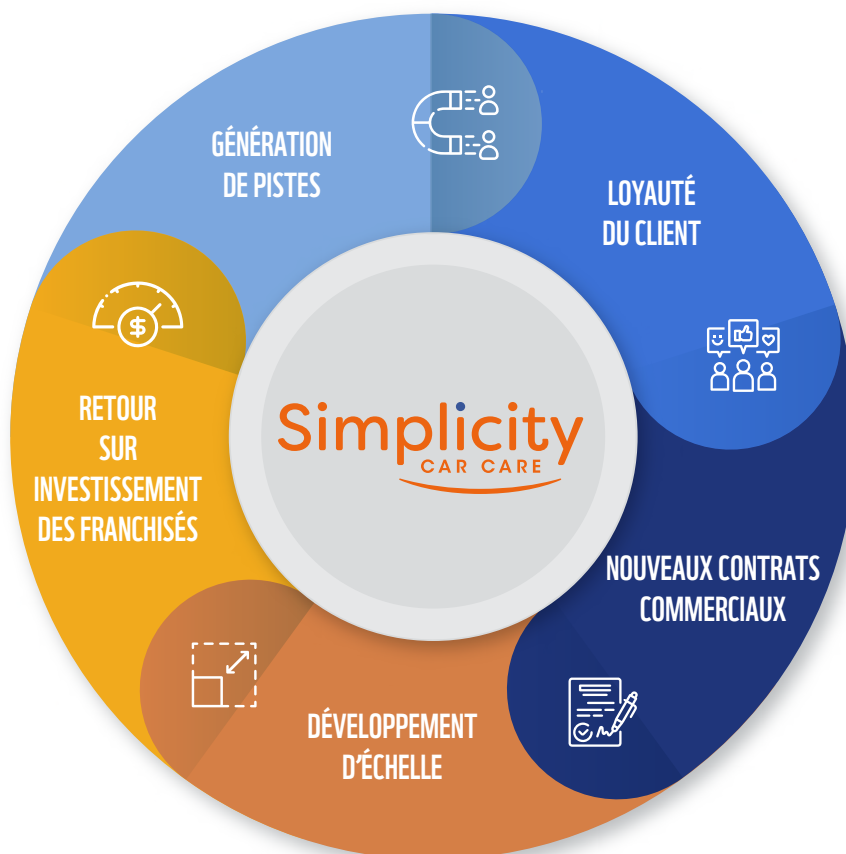 GÉNÉRATION
DE PISTES
LOYAUTÉ
DU CLIENT
$
RETOUR
SUR
INVESTISSEMENT
DES FRANCHISÉS
Simplicity
CAR CARE
NOUVEAUX CONTRATS
COMMERCIAUX
DÉVELOPPEMENT
D'ÉCHELLE